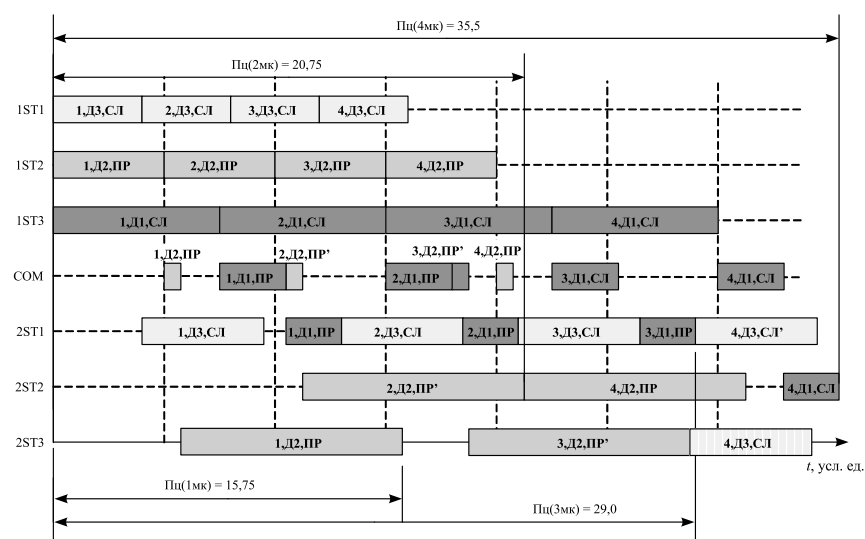 Пц(4мк) = 35,5
Пц(2мк) = 20,75
1ST1
1,Д3,СЛ
2,Д3,СЛ
3,Д3,СЛ
4,Д3,СЛ
1ST2
1,Д2,ПР
2,Д2,ПР
3,Д2,ПР
4,Д2,ПР
1ST3
1,Д1,СЛ
2,Д1,СЛ
3,Д1,СЛ
4,Д1,СЛ
1,Д2,ПР
2,Д2,ПР’
3,Д2,ПР’
4,Д2,ПР
COM
1,Д1,ПР
2,Д1,ПР
3,Д1,СЛ
4,Д1,СЛ
2ST1
1,Д3,СЛ
1,Д1,ПР
2,Д3,СЛ
2,Д1,ПР
3,Д3,СЛ
3,Д1,ПР
4,Д3,СЛ’
2ST2
2,Д2,ПР’
4,Д2,ПР
4,Д1,СЛ
2ST3
1,Д2,ПР
3,Д2,ПР’
4,Д3,СЛ
t, усл. ед.
Пц(1мк) = 15,75
Пц(3мк) = 29,0